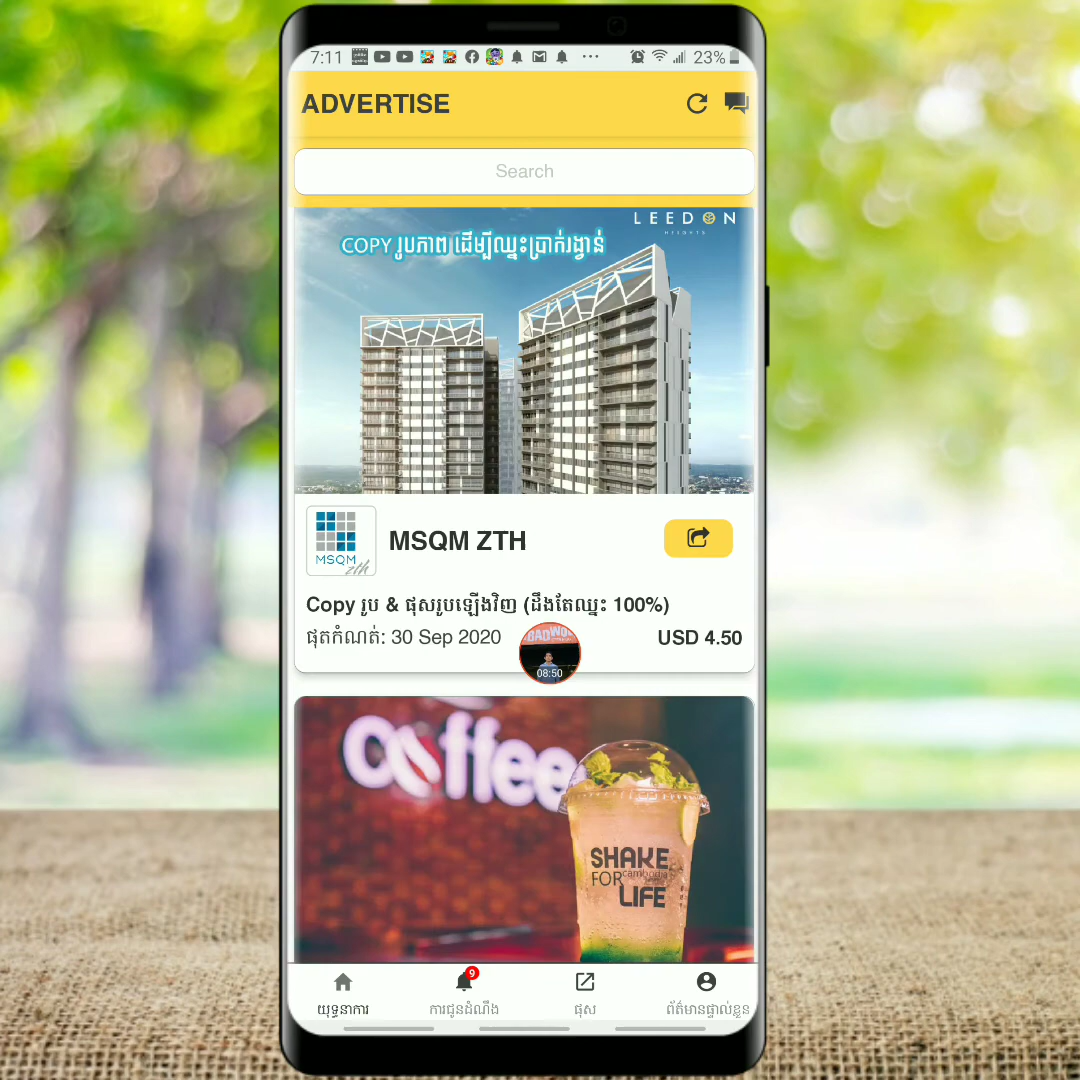 7:11
23%
ADVERTISE
Search
LEEDON
HEIGHTS
COPY រូបភាព ដើម្បីឈ្នះប្រាក់រង្វាន់
MSQM
zth
MSQM ZTH
Copy រូប & ផុសរូបឡើងវិញ (ដឹងតែឈ្នះ 100%)
ផុតកំណត់: 30 Sep 2020
USD 4.50
08:50
Coffee
SHAKE
FOR cambodia
LIFE
9
យុទ្ធនាការ
ការជូនដំណឹង
ផុស
ព័ត៌មានផ្ទាល់ខ្លួន